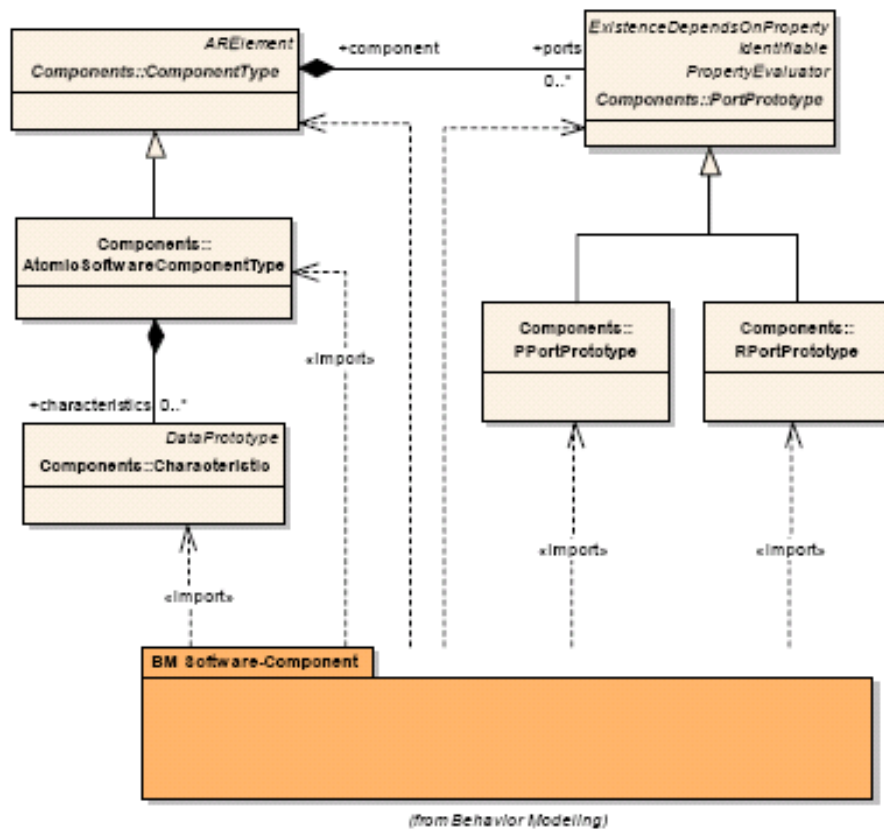 ARElement
Components::ComponentType
+component
+ports
0..*
ExistenceDependsOnProperty
Identifiable
PropertyEvaluator
Components::PortPrototype
Components::
AtomicSoftwareComponentType
«import»
+characteristics 0..*
DataPrototype
Components::Characteristic
Components::
PPortPrototype
Components::
RPortPrototype
«import»
«import»
«import»
BM Software-Component
(from Behavior Modeling)